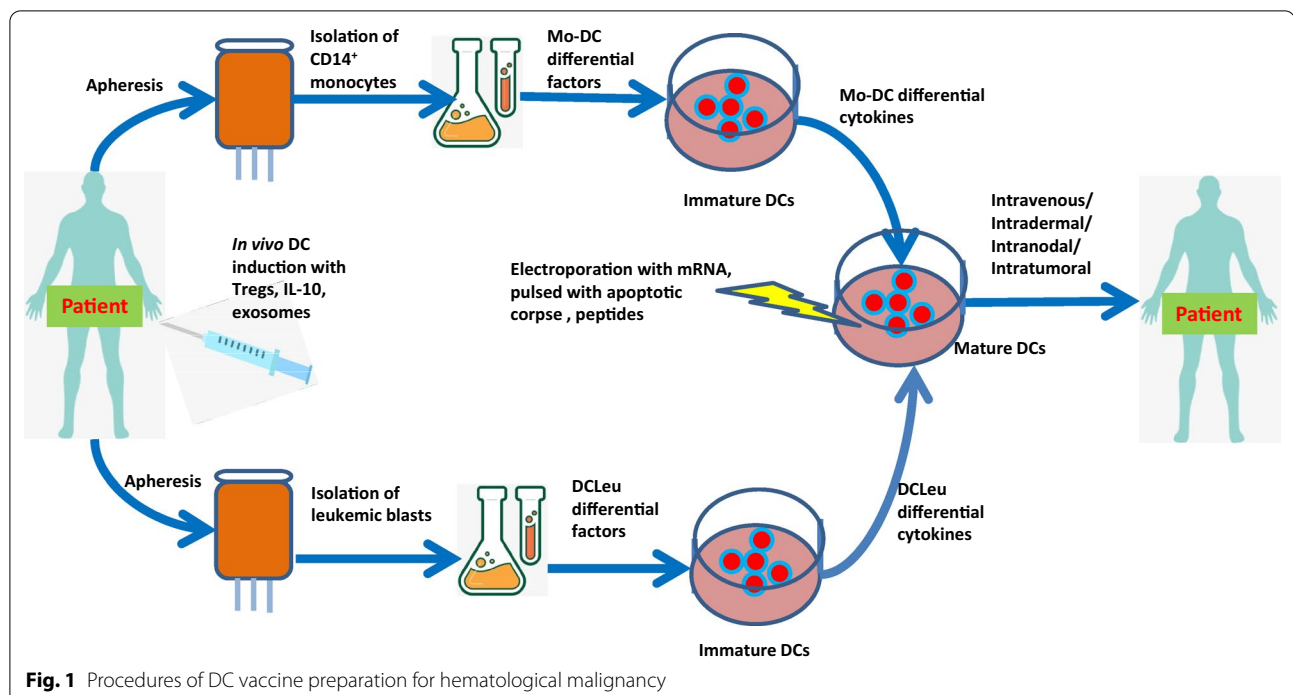 Apheresis
Isolation of
CD14⁺
monocytes
Mo-DC
differential
factors
Immature DCs
Mo-DC differential
cytokines
Patient
In vivo DC
induction with
Tregs, IL-10,
exosomes
Electroporation with mRNA,
pulsed with apoptotic
corpse , peptides
Mature DCs
Intravenous/
Intradermal/
Intranodal/
Intratumoral
Patient
Apheresis
Isolation of
leukemic blasts
DCLeu
differential
factors
Immature DCs
DCLeu
differential
cytokines
Fig. 1 Procedures of DC vaccine preparation for hematological malignancy